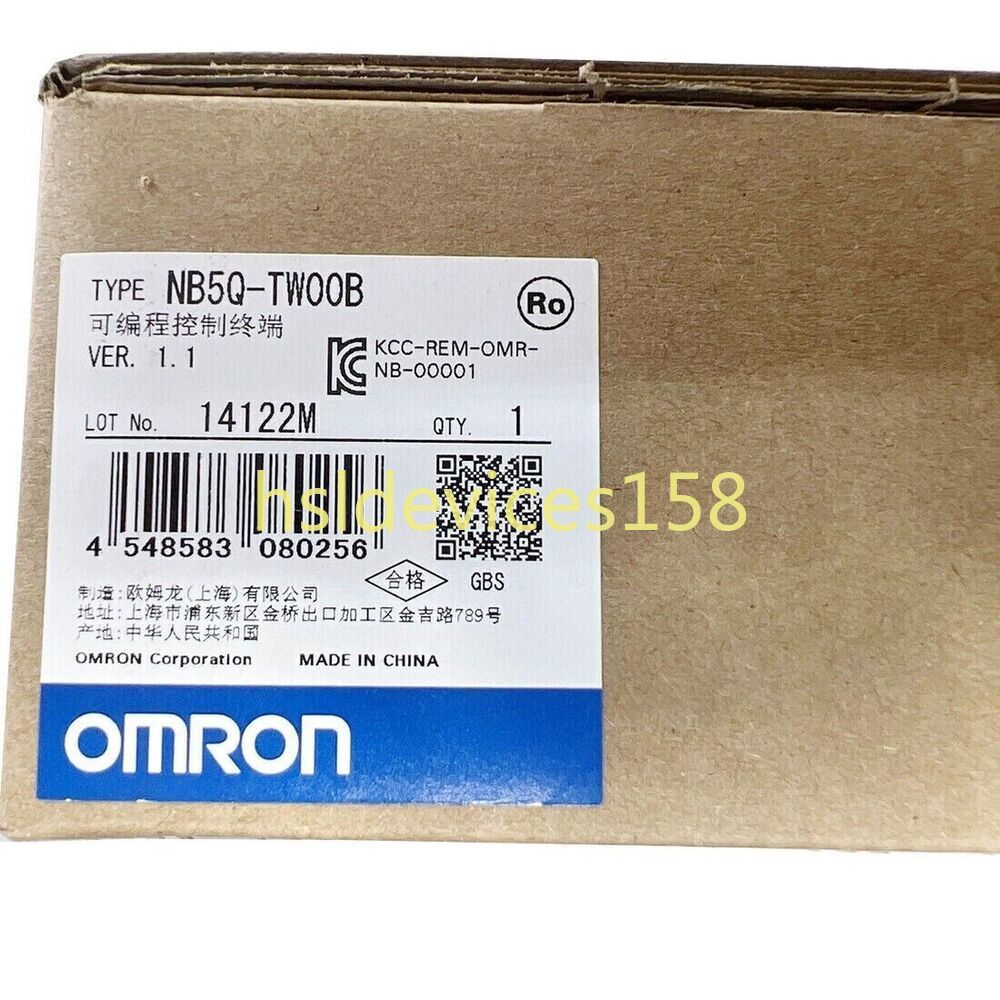 TYPE NB5Q-TW00B
Ro
可编程控制终端
VER. 1.1
KCC-REM-OMR-
NB-00001
LOT No. 14122M QTY. 1
hsldevices158
4 548583 080256
合格 GBS
制造:欧姆龙(上海)有限公司
地址:上海市浦东新区金桥出口加工区金吉路789号
产地:中华人民共和国
OMRON Corporation MADE IN CHINA
OMRON